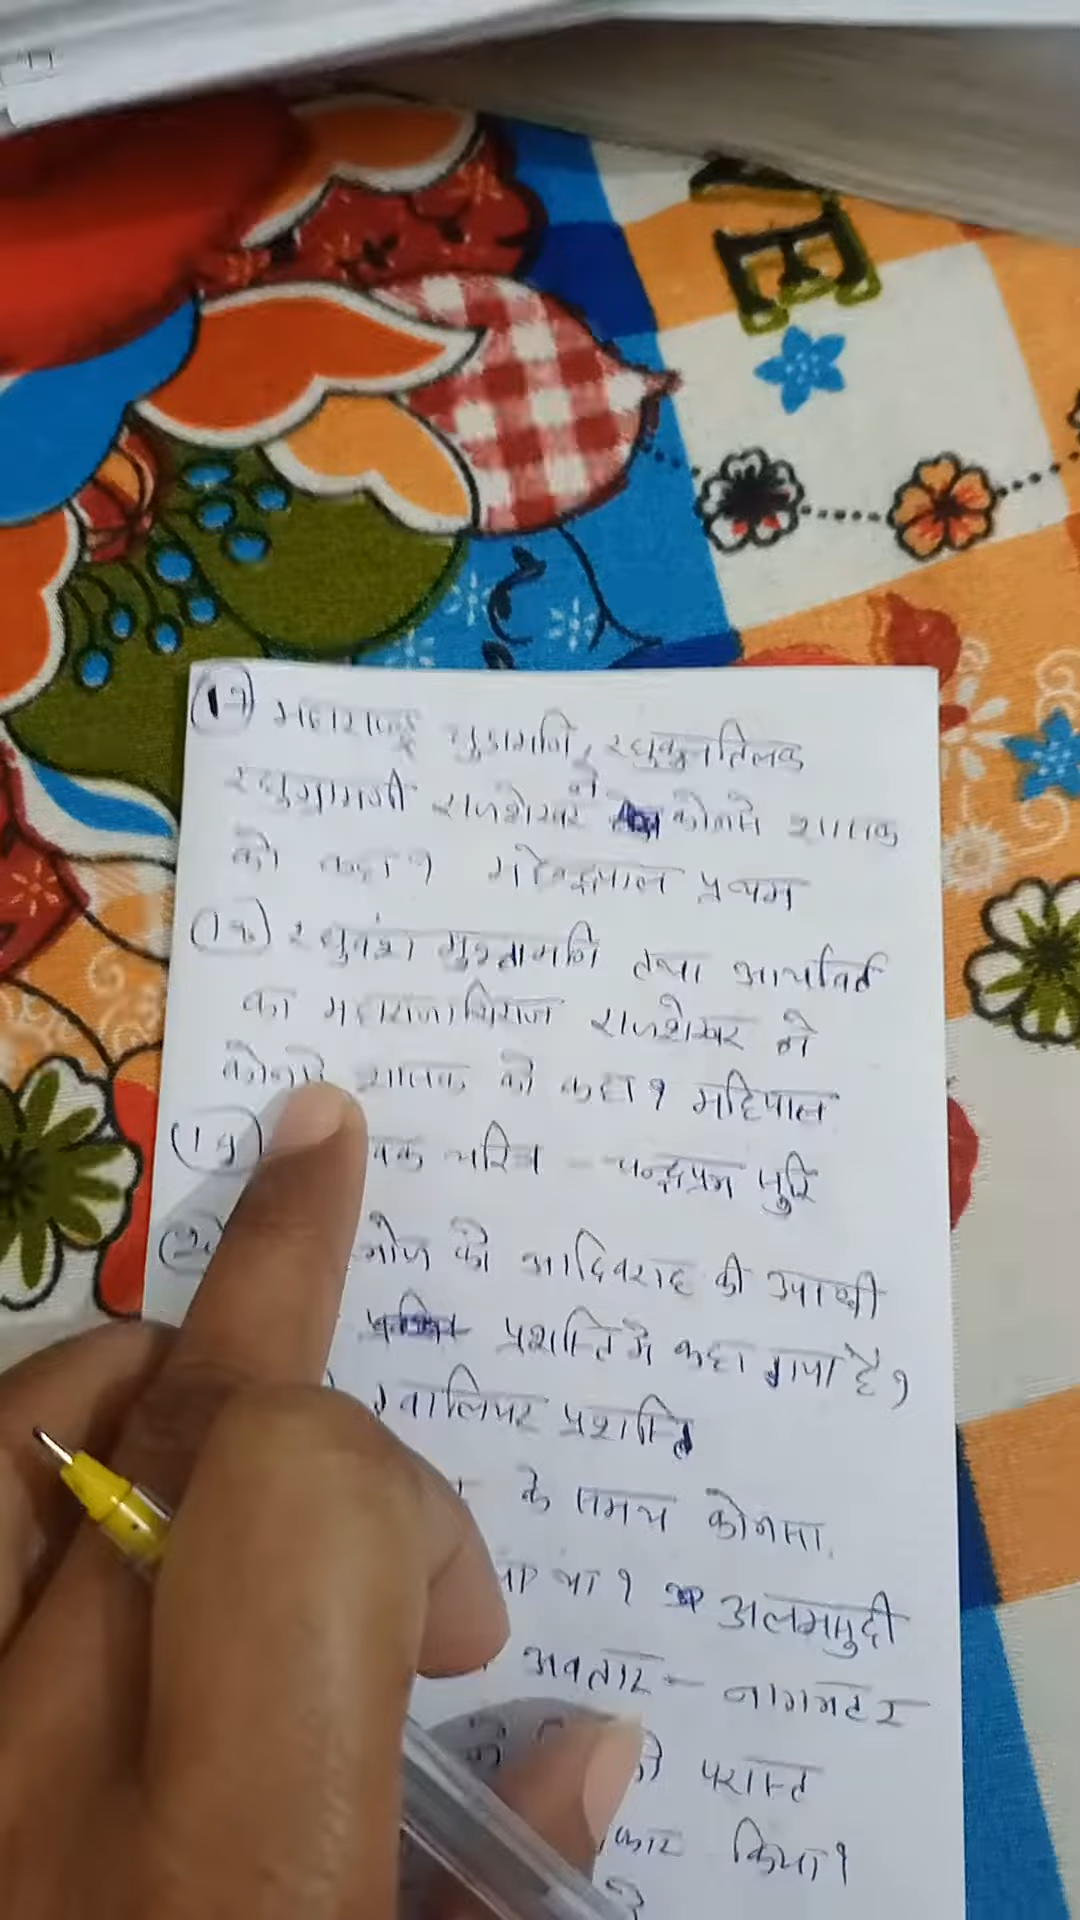 E
(17) महाराष्ट्र चुडामणि, रघुकुलतिलक
रघुग्रामणी राजशेखर ने कोनसे शासक
को कहा? महेन्द्रपाल प्रथम
(18) रघुवंश मुक्तामणि तथा आर्यावर्त
का महाराजाधिराज राजशेखर ने
कोनसे शासक को कहा? महिपाल
(19) वक चरित्र - चन्द्रप्रभ सुरि
भोज को आदिवराह की उपाधी
प्रशस्ति में कहा गया है?
ग्वालियर प्रशस्ति
के समय कोनसा
था? अलमसुदी
अवतार - नागभट्ट
को की परास्त
कार किया?